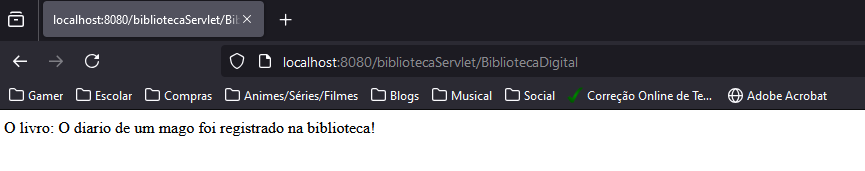 localhost:8080/bibliotecaServlet/Bib
localhost:8080/bibliotecaServlet/BibliotecaDigital
Gamer Escolar Compras Animes/Séries/Filmes Blogs Musical Social Correção Online de Te... Adobe Acrobat
O livro: O diario de um mago foi registrado na biblioteca!